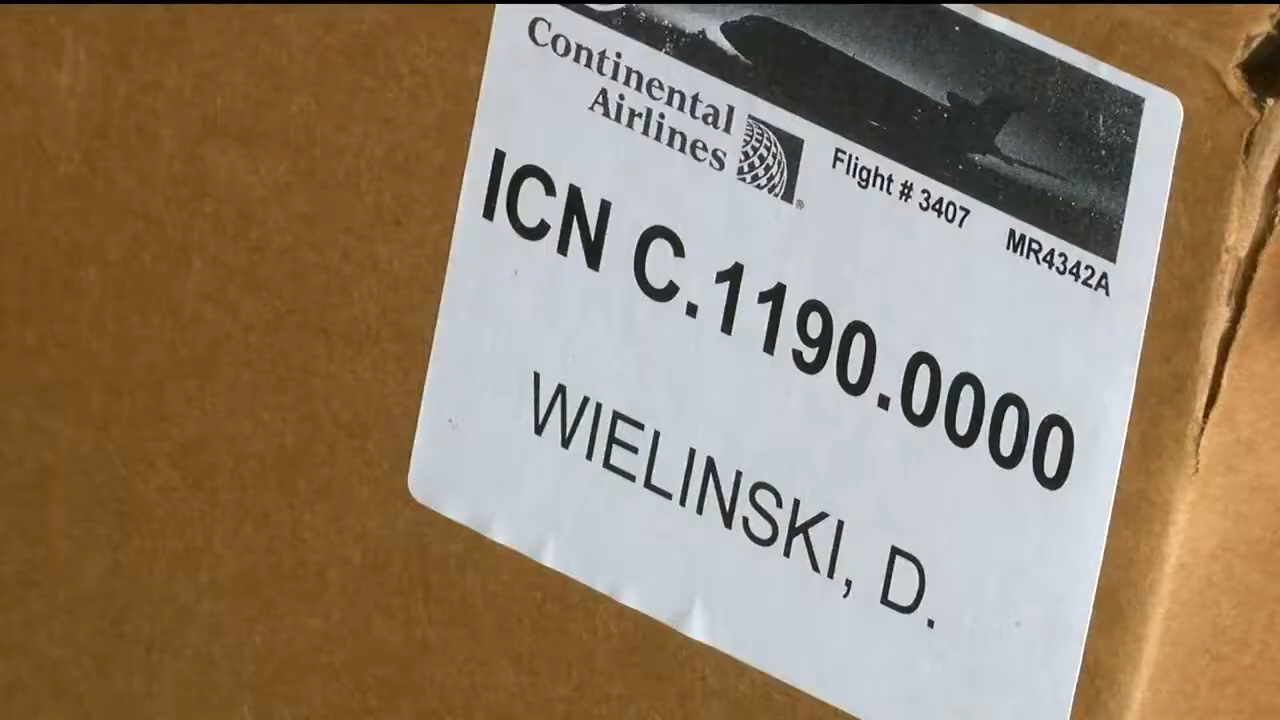 Continental
Airlines
Flight # 3407
MR4342A
ICN C.1190.0000
WIELINSKI, D.